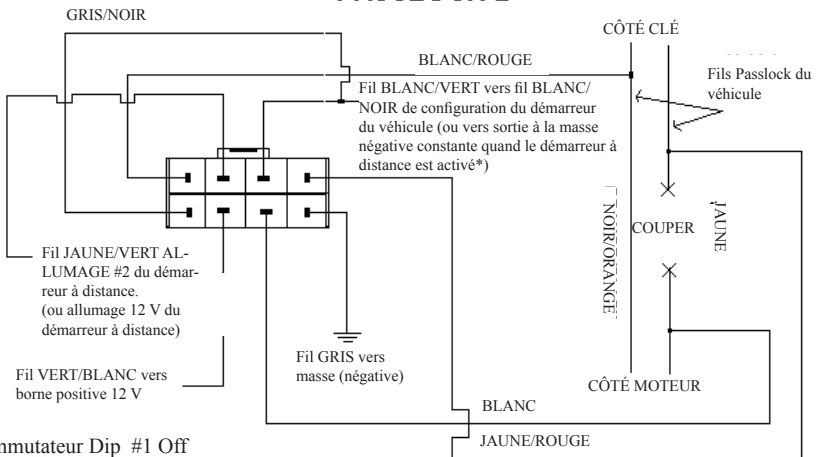 GRIS/NOIR
CÔTÉ CLÉ
BLANC/ROUGE
Fils Passlock du
véhicule
Fil BLANC/VERT vers fil BLANC/
NOIR de configuration du démarreur
du véhicule (ou vers sortie à la masse
négative constante quand le démarreur à
distance est activé*)
NOIR/ORANGE
COUPER
JAUNE
Fil JAUNE/VERT AL-
LUMAGE #2 du démar-
reur à distance.
(ou allumage 12 V du
démarreur à distance)
Fil GRIS vers
masse (négative)
Fil VERT/BLANC vers
borne positive 12 V
CÔTÉ MOTEUR
BLANC
JAUNE/ROUGE
mmutateur Dip #1 Off